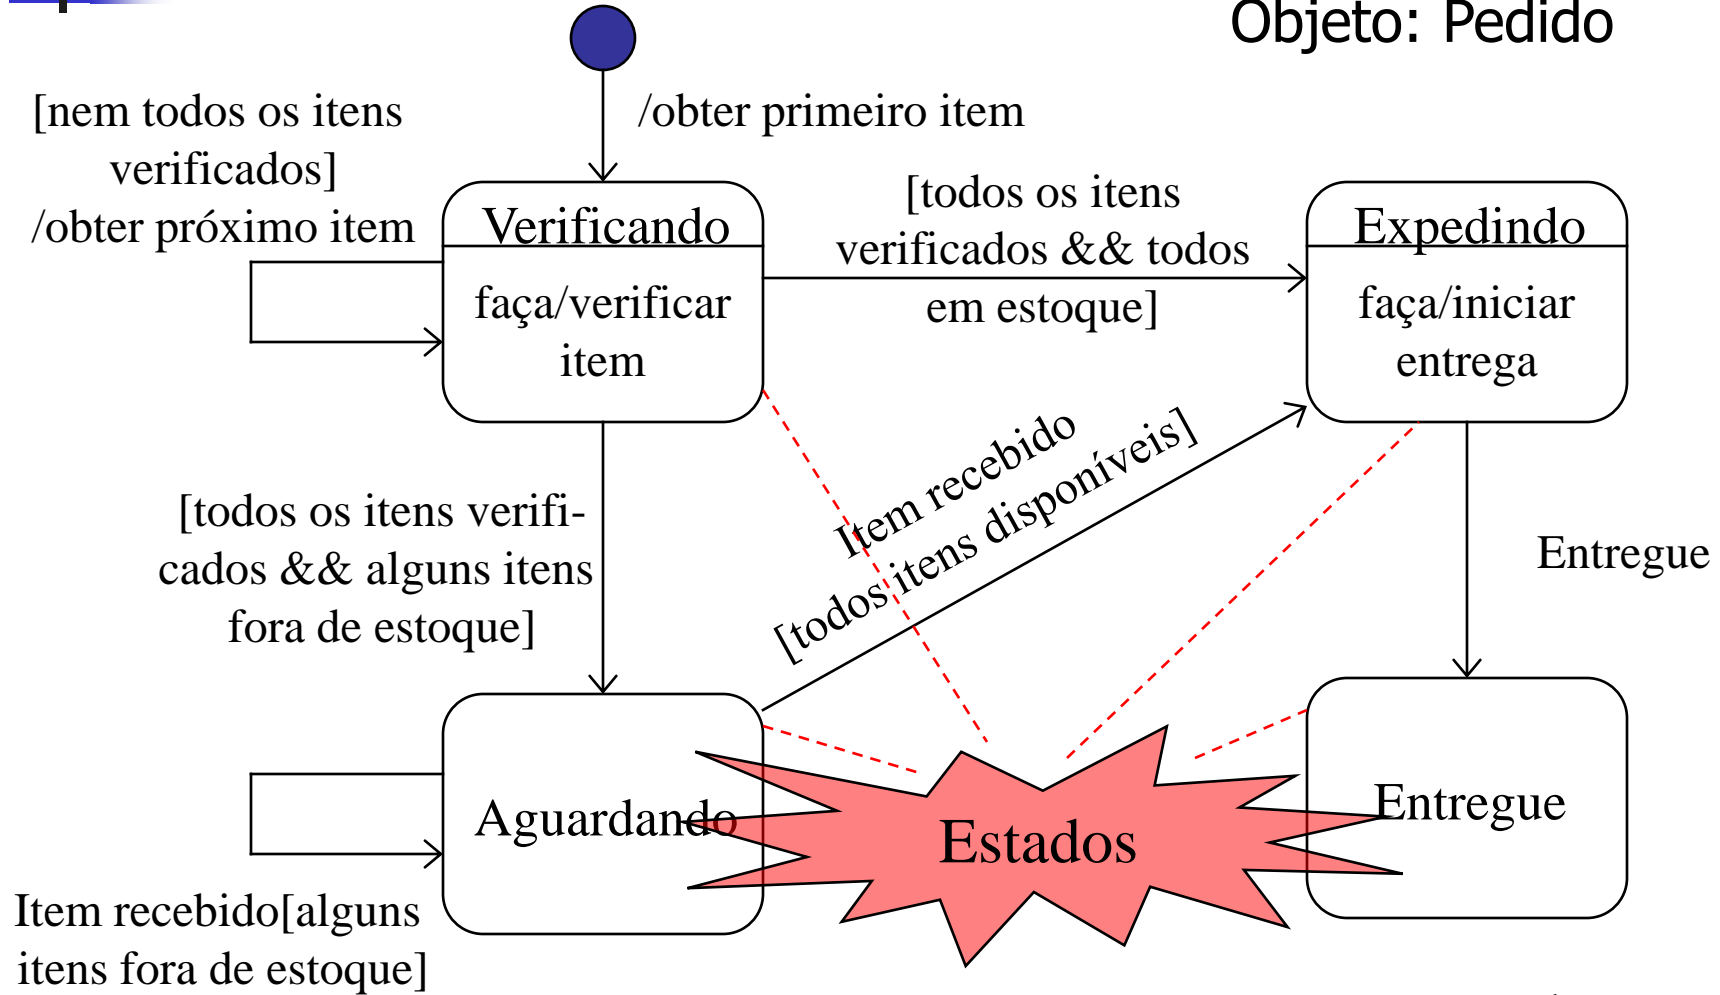 Objeto: Pedido
[nem todos os itens
verificados]
/obter próximo item
/obter primeiro item
Verificando
faça/verificar
item
[todos os itens
verificados && todos
em estoque]
Expedindo
faça/iniciar
entrega
[todos os itens verifi-
cados && alguns itens
fora de estoque]
Item recebido
[todos itens disponíveis]
Entregue
Aguardando
Estados
Entregue
Item recebido[alguns
itens fora de estoque]